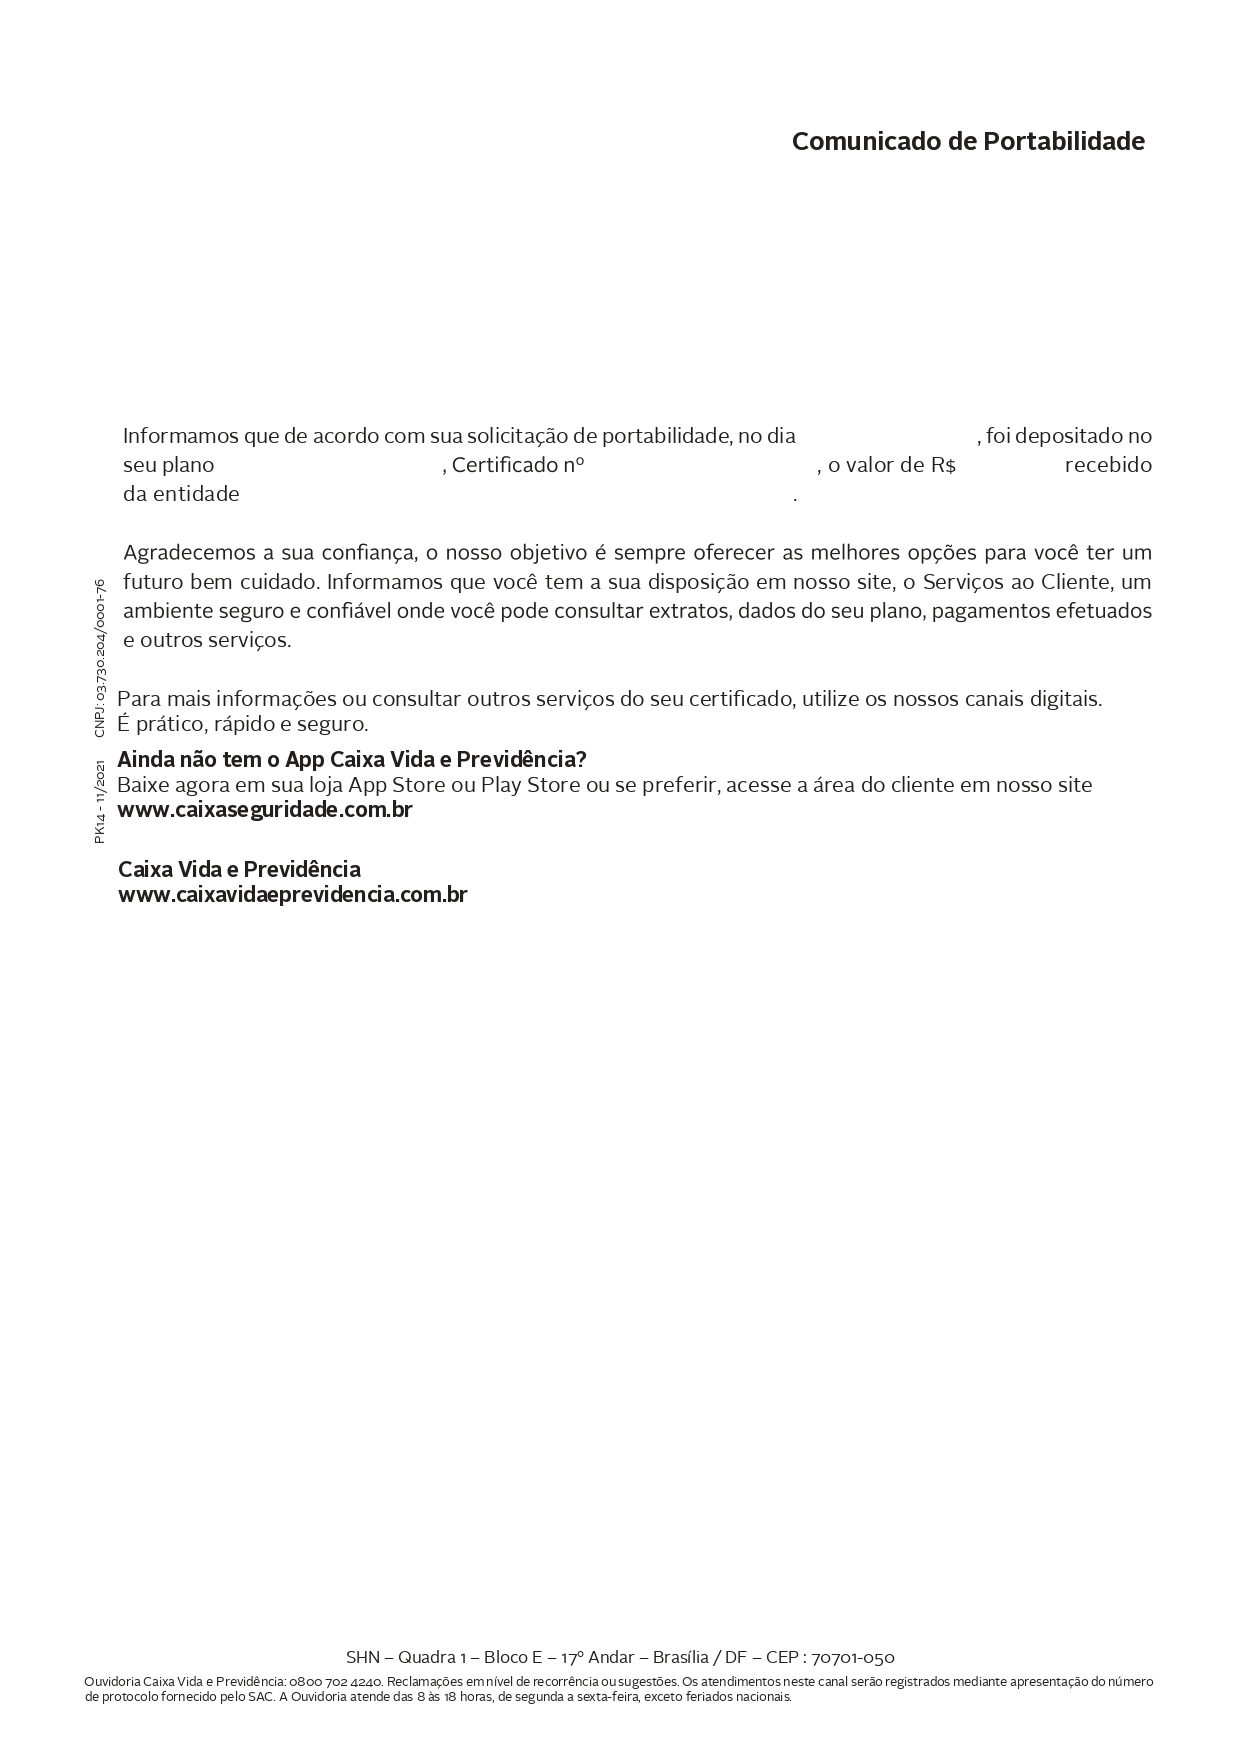 Comunicado de Portabilidade
Informamos que de acordo com sua solicitação de portabilidade, no dia , foi depositado no
seu plano , Certificado nº , o valor de R$ recebido
da entidade .
Agradecemos a sua confiança, o nosso objetivo é sempre oferecer as melhores opções para você ter um
futuro bem cuidado. Informamos que você tem a sua disposição em nosso site, o Serviços ao Cliente, um
ambiente seguro e confiável onde você pode consultar extratos, dados do seu plano, pagamentos efetuados
e outros serviços.
Para mais informações ou consultar outros serviços do seu certificado, utilize os nossos canais digitais.
É prático, rápido e seguro.
Ainda não tem o App Caixa Vida e Previdência?
Baixe agora em sua loja App Store ou Play Store ou se preferir, acesse a área do cliente em nosso site
www.caixaseguridade.com.br
Caixa Vida e Previdência
www.caixavidaeprevidencia.com.br
PK14 - 11/2021 CNPJ: 03.730.204/0001-76
SHN – Quadra 1 – Bloco E – 17º Andar – Brasília / DF – CEP : 70701-050
Ouvidoria Caixa Vida e Previdência: 0800 702 4240. Reclamações em nível de recorrência ou sugestões. Os atendimentos neste canal serão registrados mediante apresentação do número
de protocolo fornecido pelo SAC. A Ouvidoria atende das 8 às 18 horas, de segunda a sexta-feira, exceto feriados nacionais.